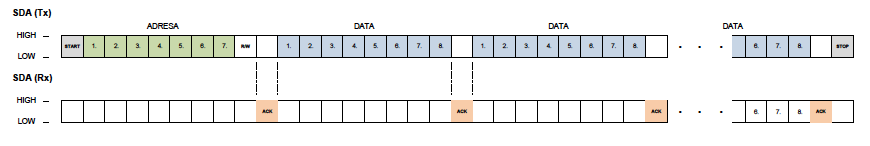 SDA (Tx)
ADRESA DATA DATA DATA
HIGH
LOW START 1. 2. 3. 4. 5. 6. 7. R/W 1. 2. 3. 4. 5. 6. 7. 8. 1. 2. 3. 4. 5. 6. 7. 8. . . . 6. 7. 8. STOP
SDA (Rx)
HIGH
LOW ACK ACK ACK . . . 6. 7. 8. ACK